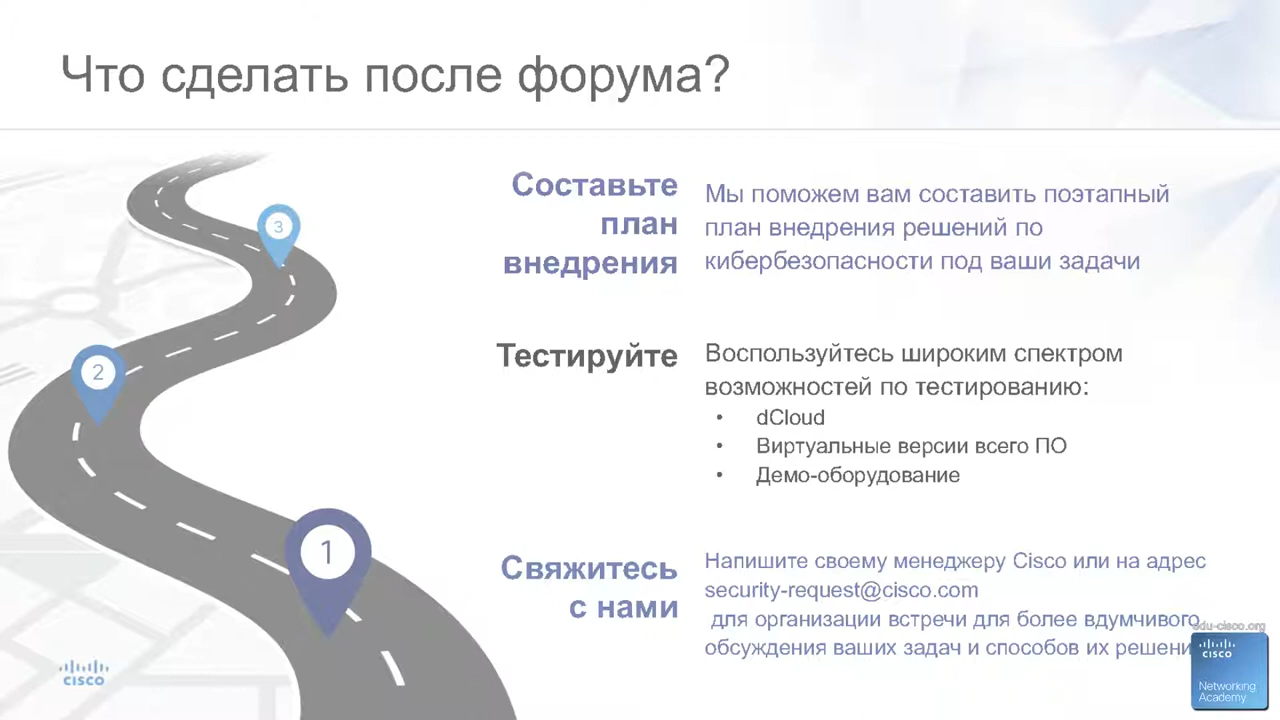 Что сделать после форума?
Составьте
план
внедрения
Мы поможем вам составить поэтапный
план внедрения решений по
кибербезопасности под ваши задачи
3
2
Тестируйте
Воспользуйтесь широким спектром
возможностей по тестированию:
• dCloud
• Виртуальные версии всего ПО
• Демо-оборудование
1
Свяжитесь
с нами
Напишите своему менеджеру Cisco или на адрес
security-request@cisco.com
для организации встречи для более вдумчивого
обсуждения ваших задач и способов их решени
edu-cisco.org
CISCO
Networking
Academy
CISCO